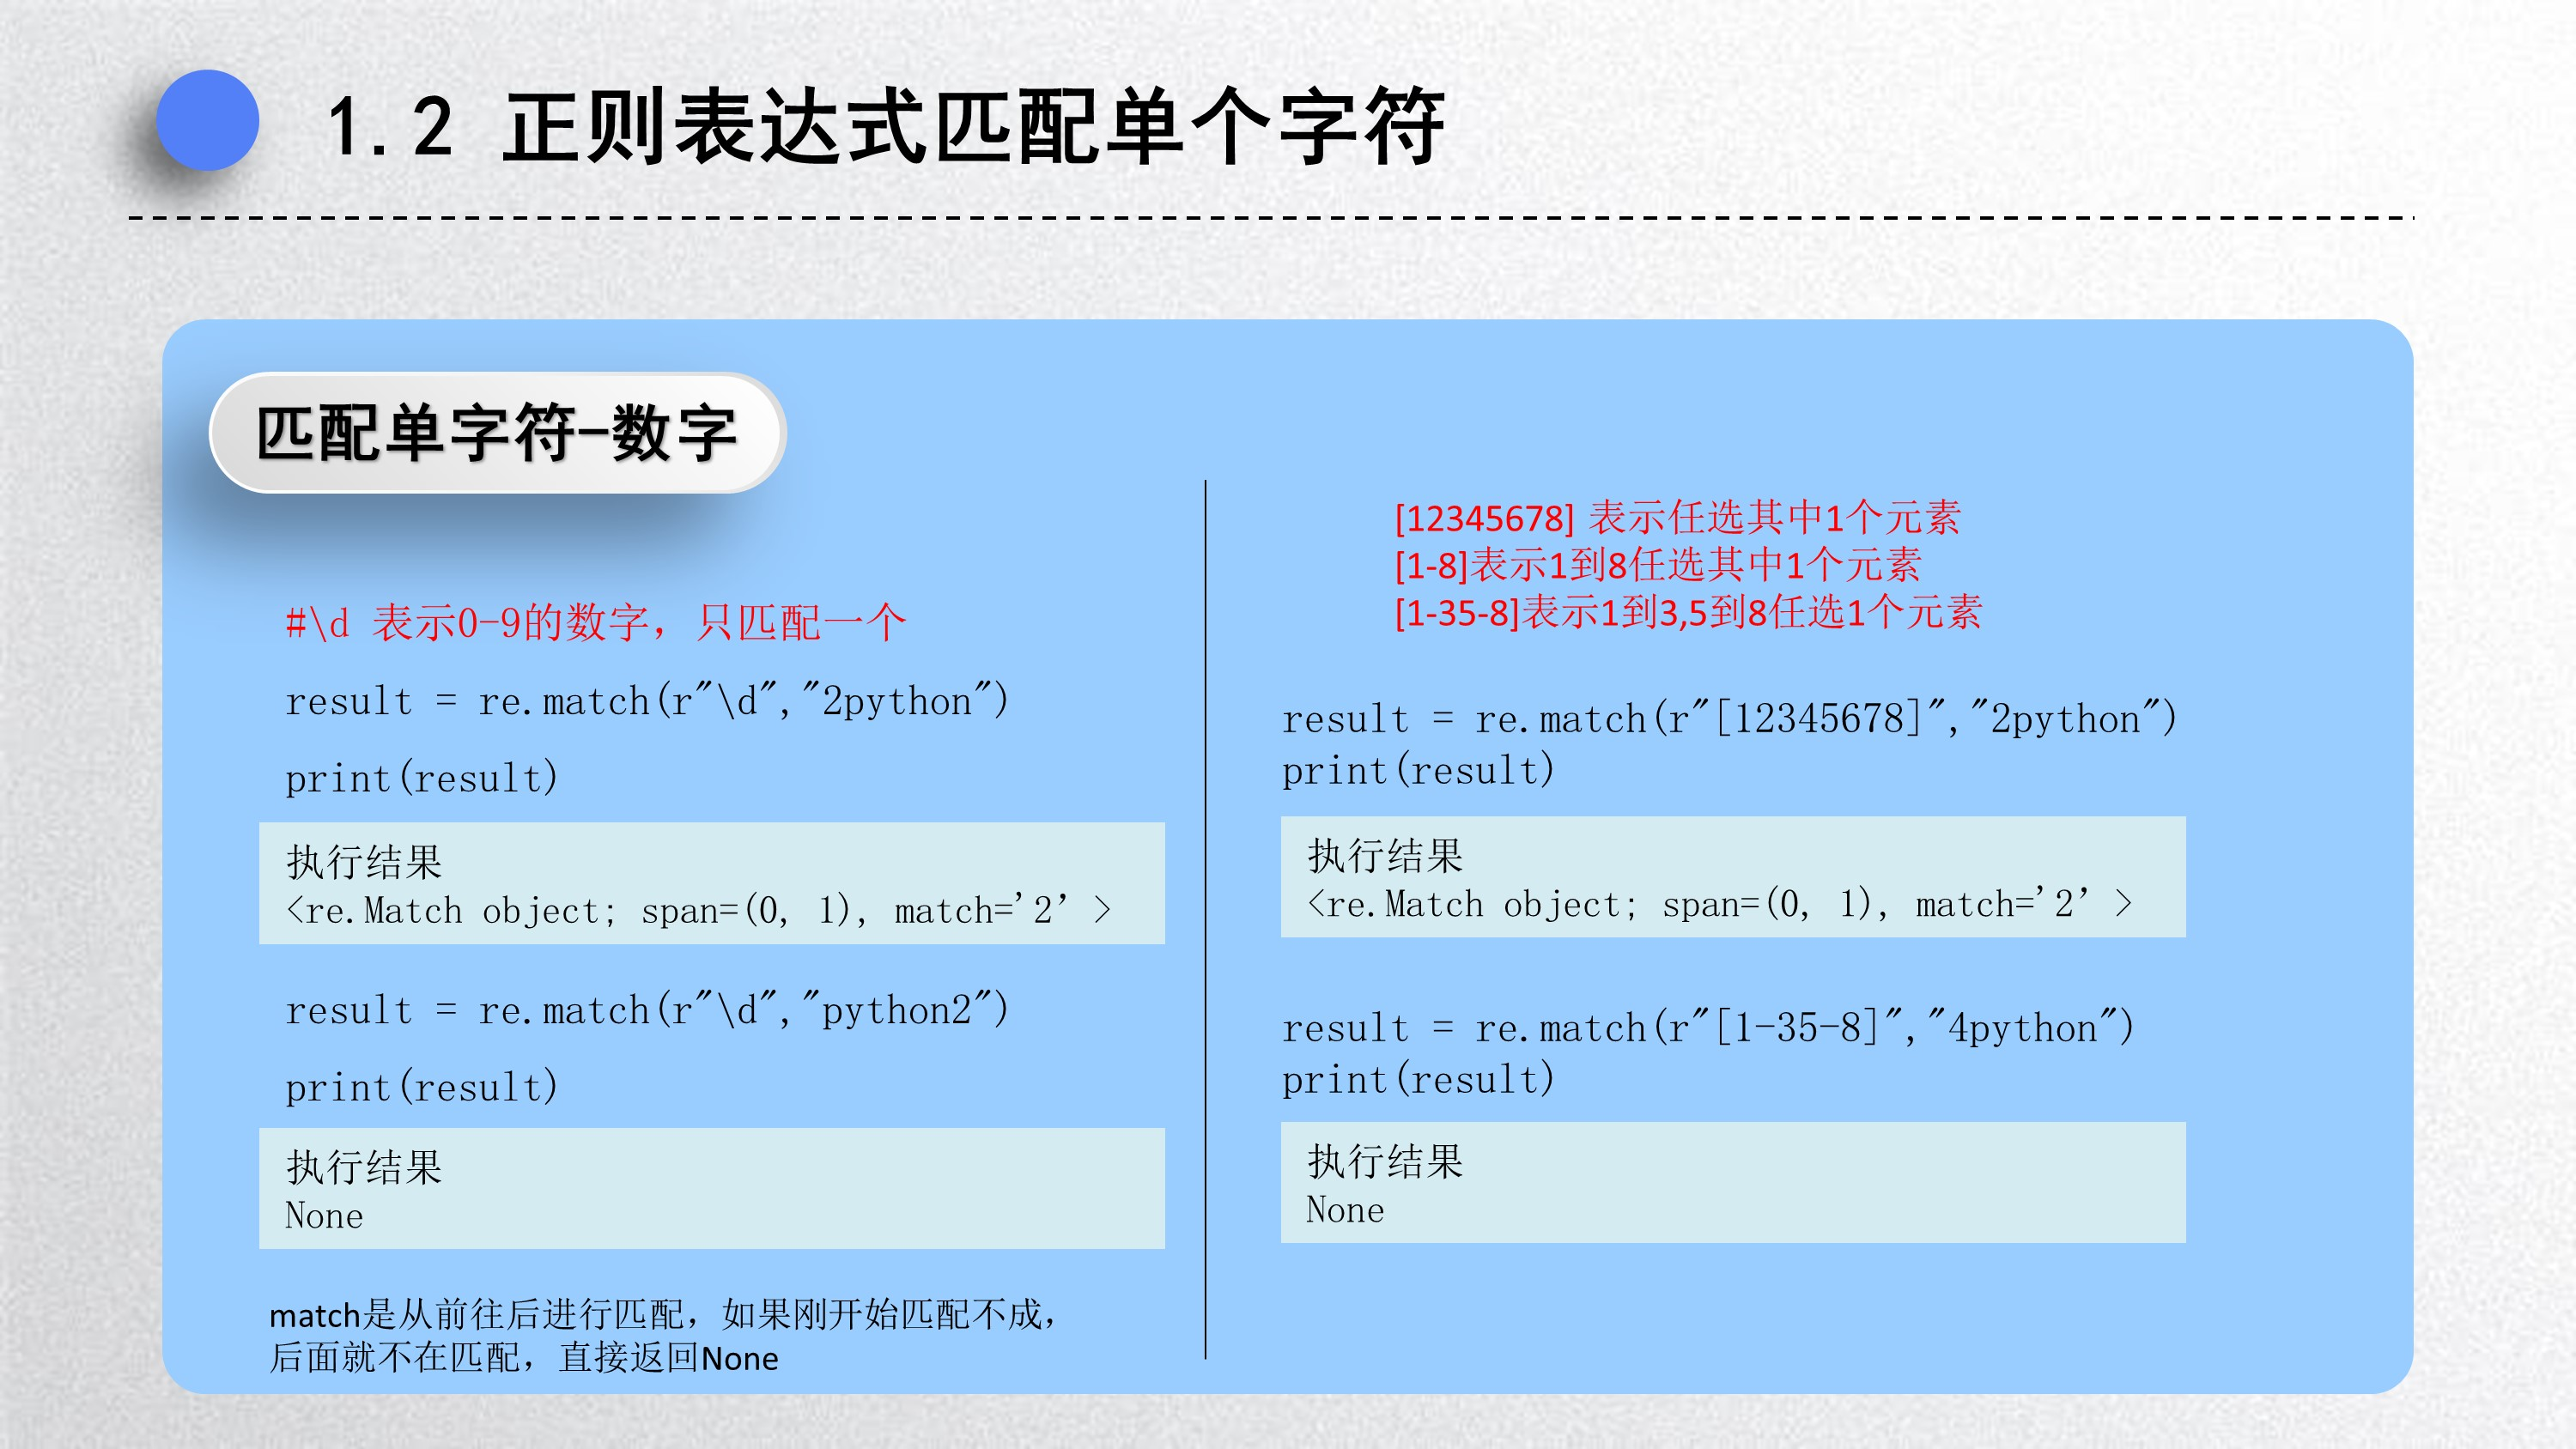 1.2 正则表达式匹配单个字符
匹配单字符-数字
#\d 表示0-9的数字，只匹配一个
result = re.match(r"\d","2python")
print(result)
执行结果
<re.Match object; span=(0, 1), match='2’ >
result = re.match(r"\d","python2")
print(result)
执行结果
None
match是从前往后进行匹配，如果刚开始匹配不成，
后面就不在匹配，直接返回None
[12345678] 表示任选其中1个元素
[1-8]表示1到8任选其中1个元素
[1-35-8]表示1到3,5到8任选1个元素
result = re.match(r"[12345678]","2python")
print(result)
执行结果
<re.Match object; span=(0, 1), match='2’ >
result = re.match(r"[1-35-8]","4python")
print(result)
执行结果
None